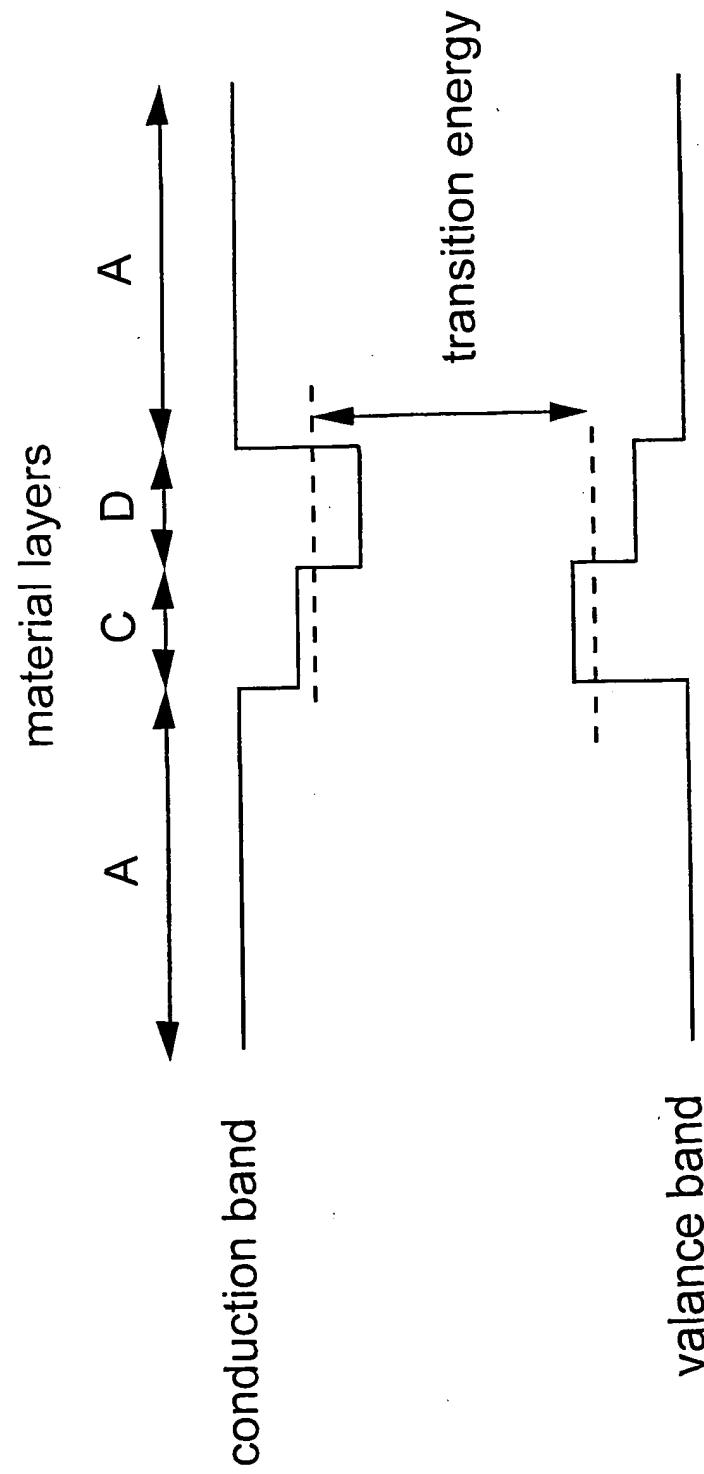 material layers
A
C
D
A
conduction band
transition energy
valance band